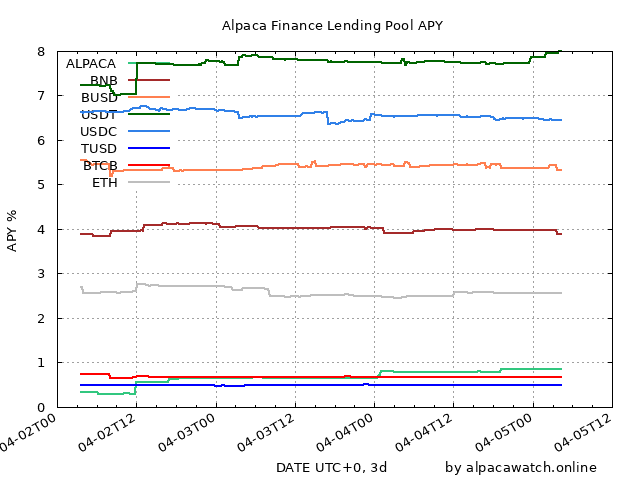 Alpaca Finance Lending Pool APY
8
7
6
5
4
3
2
1
0
APY %
ALPACA
BNB
BUSD
USDT
USDC
TUSD
BTCB
ETH
04-02T00
04-02T12
04-03T00
04-03T12
04-04T00
04-04T12
04-05T00
04-05T12
DATE UTC+0, 3d
by alpacawatch.online